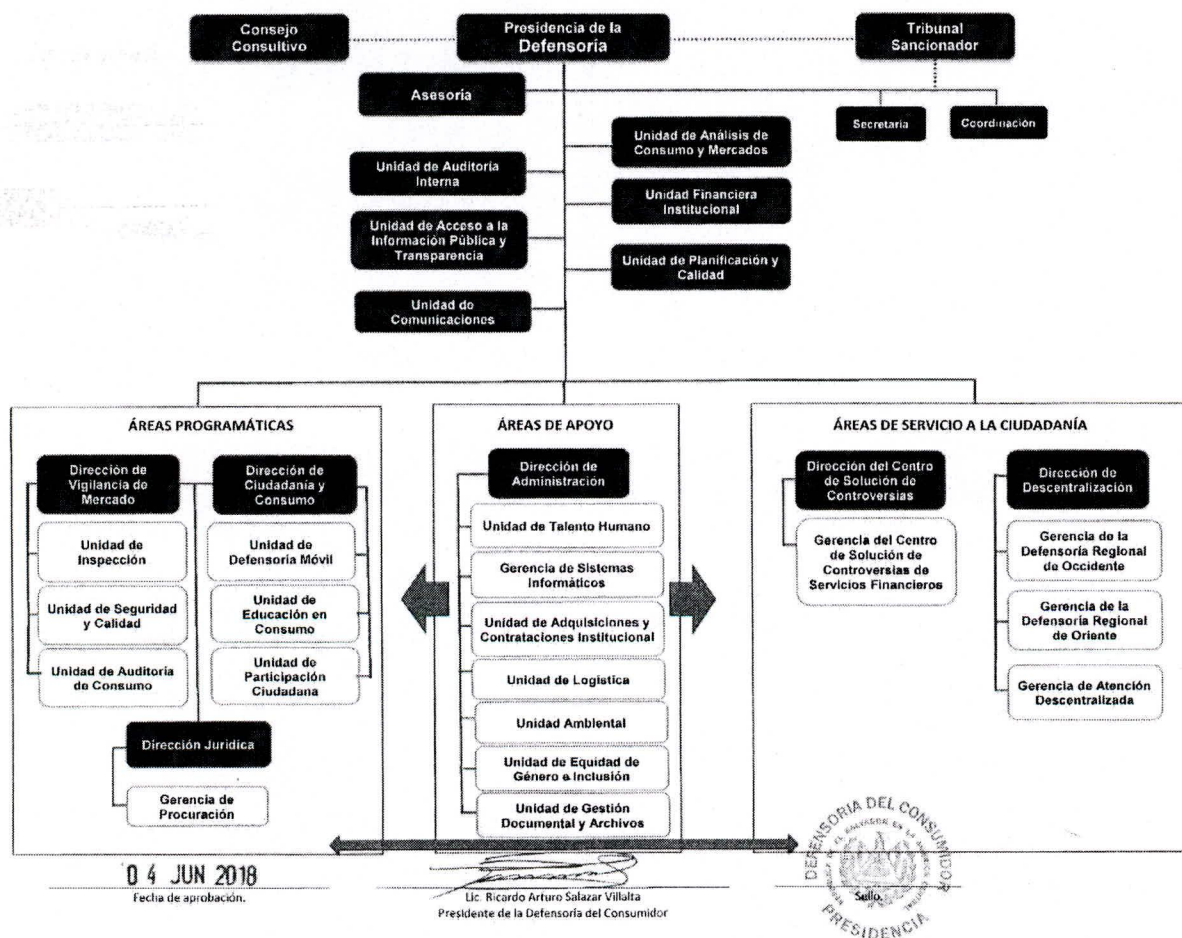 Consejo
Consultivo
Presidencia de la
Defensoría
Tribunal
Sancionador
Asesoría
Secretaría
Coordinación
Unidad de Análisis de
Consumo y Mercados
Unidad de Auditoría
Interna
Unidad Financiera
Institucional
Unidad de Acceso a la
Información Pública y
Transparencia
Unidad de Planificación y
Calidad
Unidad de
Comunicaciones
ÁREAS PROGRAMÁTICAS
Dirección de
Vigilancia de
Mercado
Dirección de
Ciudadanía y
Consumo
Unidad de
Inspección
Unidad de
Defensoría Móvil
Unidad de Seguridad
y Calidad
Unidad de
Educación en
Consumo
Unidad de Auditoría
de Consumo
Unidad de
Participación
Ciudadana
Dirección Jurídica
Gerencia de
Procuración
ÁREAS DE APOYO
Dirección de
Administración
Unidad de Talento Humano
Gerencia de Sistemas
Informáticos
Unidad de Adquisiciones y
Contrataciones Institucional
Unidad de Logística
Unidad Ambiental
Unidad de Equidad de
Género e Inclusión
Unidad de Gestión
Documental y Archivos
ÁREAS DE SERVICIO A LA CIUDADANÍA
Dirección del Centro
de Solución de
Controversias
Gerencia del Centro
de Solución de
Controversias de
Servicios Financieros
Dirección de
Descentralización
Gerencia de la
Defensoría Regional
de Occidente
Gerencia de la
Defensoría Regional
de Oriente
Gerencia de Atención
Descentralizada
04 JUN 2018
Fecha de aprobación.
Lic. Ricardo Arturo Salazar Villalta
Presidente de la Defensoría del Consumidor
DEFENSORIA DEL CONSUMIDOR
EL SALVADOR EN LA AMERICA CENTRAL
Sello.
PRESIDENCIA